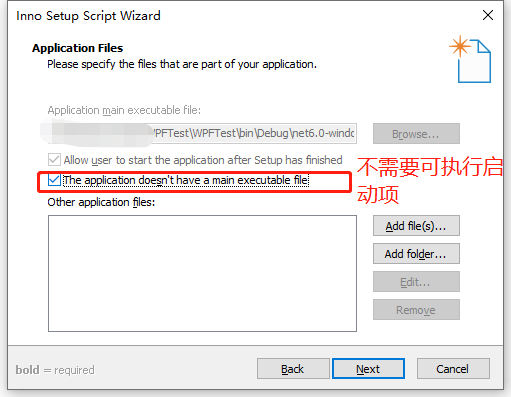 Inno Setup Script Wizard
Application Files
Please specify the files that are part of your application.
Application main executable file:
PFTest\WPFTest\bin\Debug\net6.0-windo
Browse...
Allow user to start the application after Setup has finished
The application doesn't have a main executable file
不需要可执行启
动项
Other application files:
Add file(s)...
Add folder...
Edit...
Remove
bold = required
Back
Next
Cancel